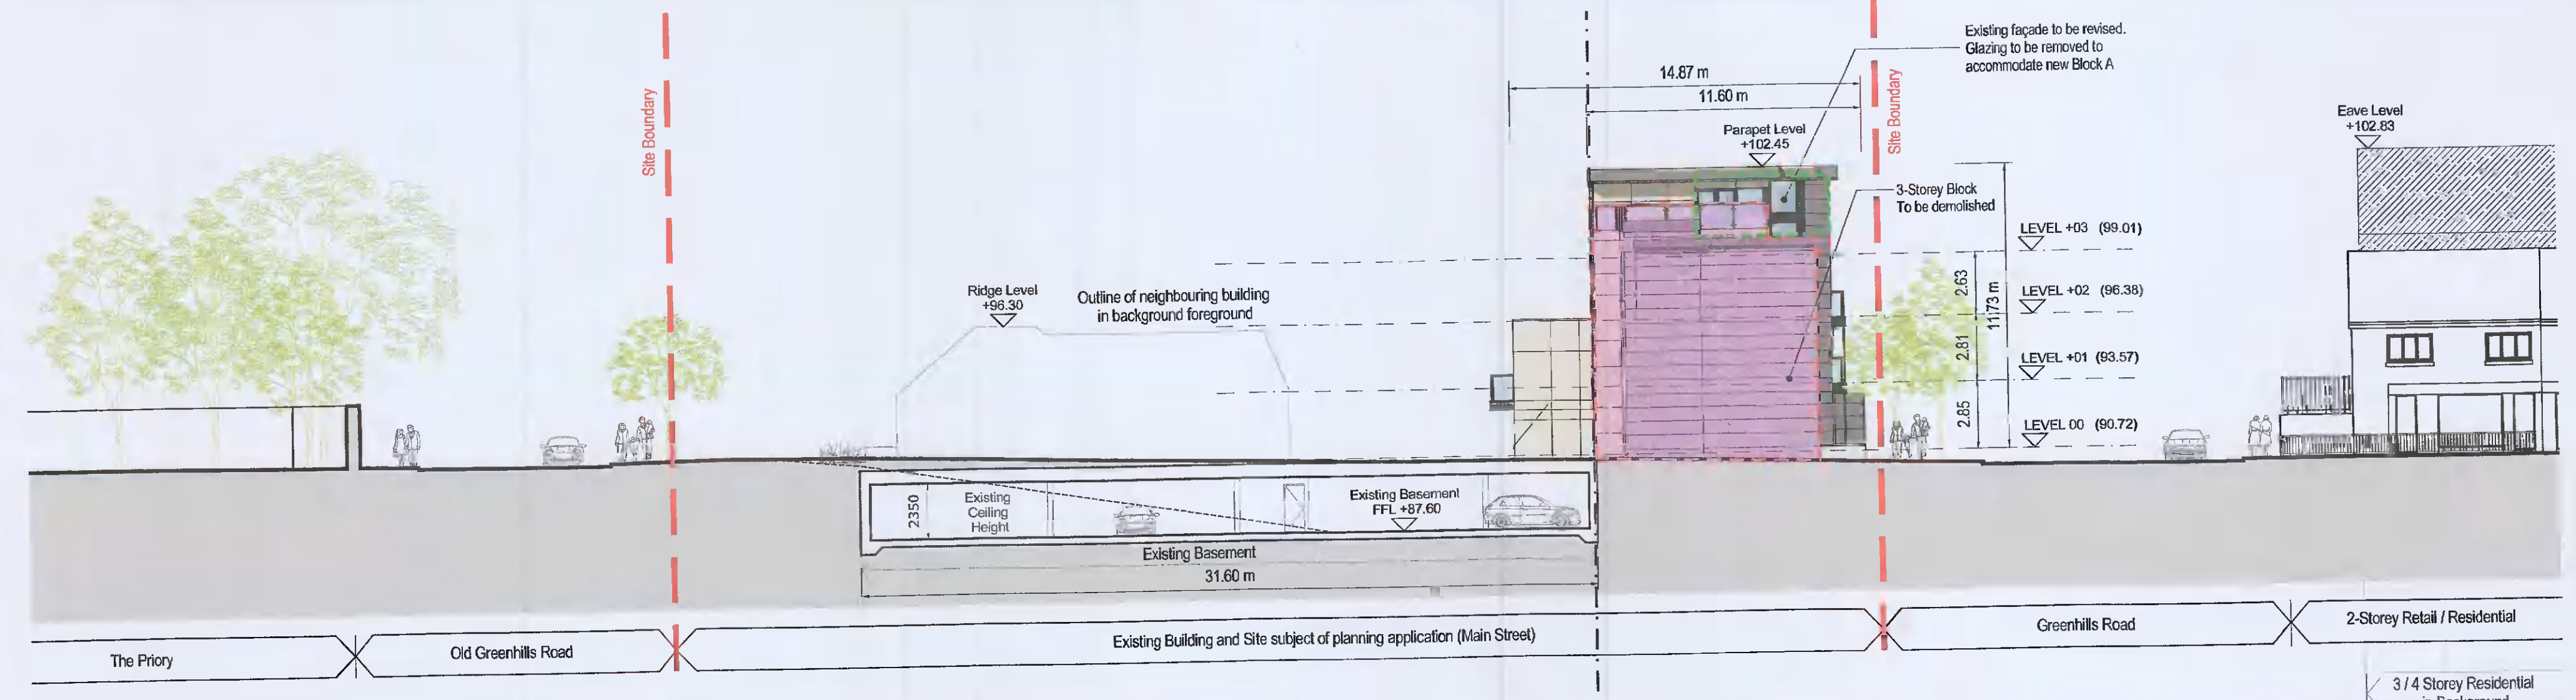 Existing façade to be revised.
Glazing to be removed to
accommodate new Block A
14.87 m
11.60 m
Site Boundary
Site Boundary
Parapet Level
+102.45
Eave Level
+102.83
3-Storey Block
To be demolished
LEVEL +03 (99.01)
LEVEL +02 (96.38)
LEVEL +01 (93.57)
LEVEL 00 (90.72)
2.63
2.81
2.85
11.73 m
Ridge Level
+96.30
Outline of neighbouring building
in background foreground
2350
Existing
Ceiling
Height
Existing Basement
FFL +87.60
Existing Basement
31.60 m
The Priory
Old Greenhills Road
Existing Building and Site subject of planning application (Main Street)
Greenhills Road
2-Storey Retail / Residential
3 / 4 Storey Residential